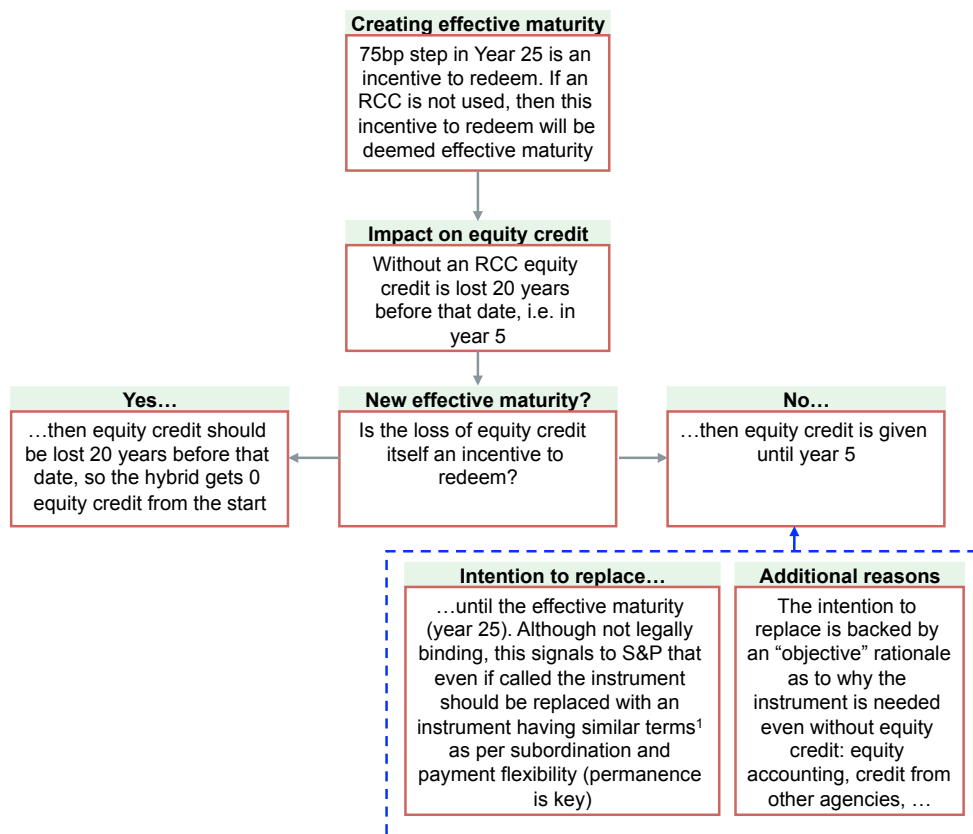 Creating effective maturity
75bp step in Year 25 is an
incentive to redeem. If an
RCC is not used, then this
incentive to redeem will be
deemed effective maturity
Impact on equity credit
Without an RCC equity
credit is lost 20 years
before that date, i.e. in
year 5
Yes…
…then equity credit should
be lost 20 years before that
date, so the hybrid gets 0
equity credit from the start
New effective maturity?
Is the loss of equity credit
itself an incentive to
redeem?
No…
…then equity credit is given
until year 5
Intention to replace…
…until the effective maturity
(year 25). Although not legally
binding, this signals to S&P that
even if called the instrument
should be replaced with an
instrument having similar terms¹
as per subordination and
payment flexibility (permanence
is key)
Additional reasons
The intention to
replace is backed by
an “objective” rationale
as to why the
instrument is needed
even without equity
credit: equity
accounting, credit from
other agencies, …